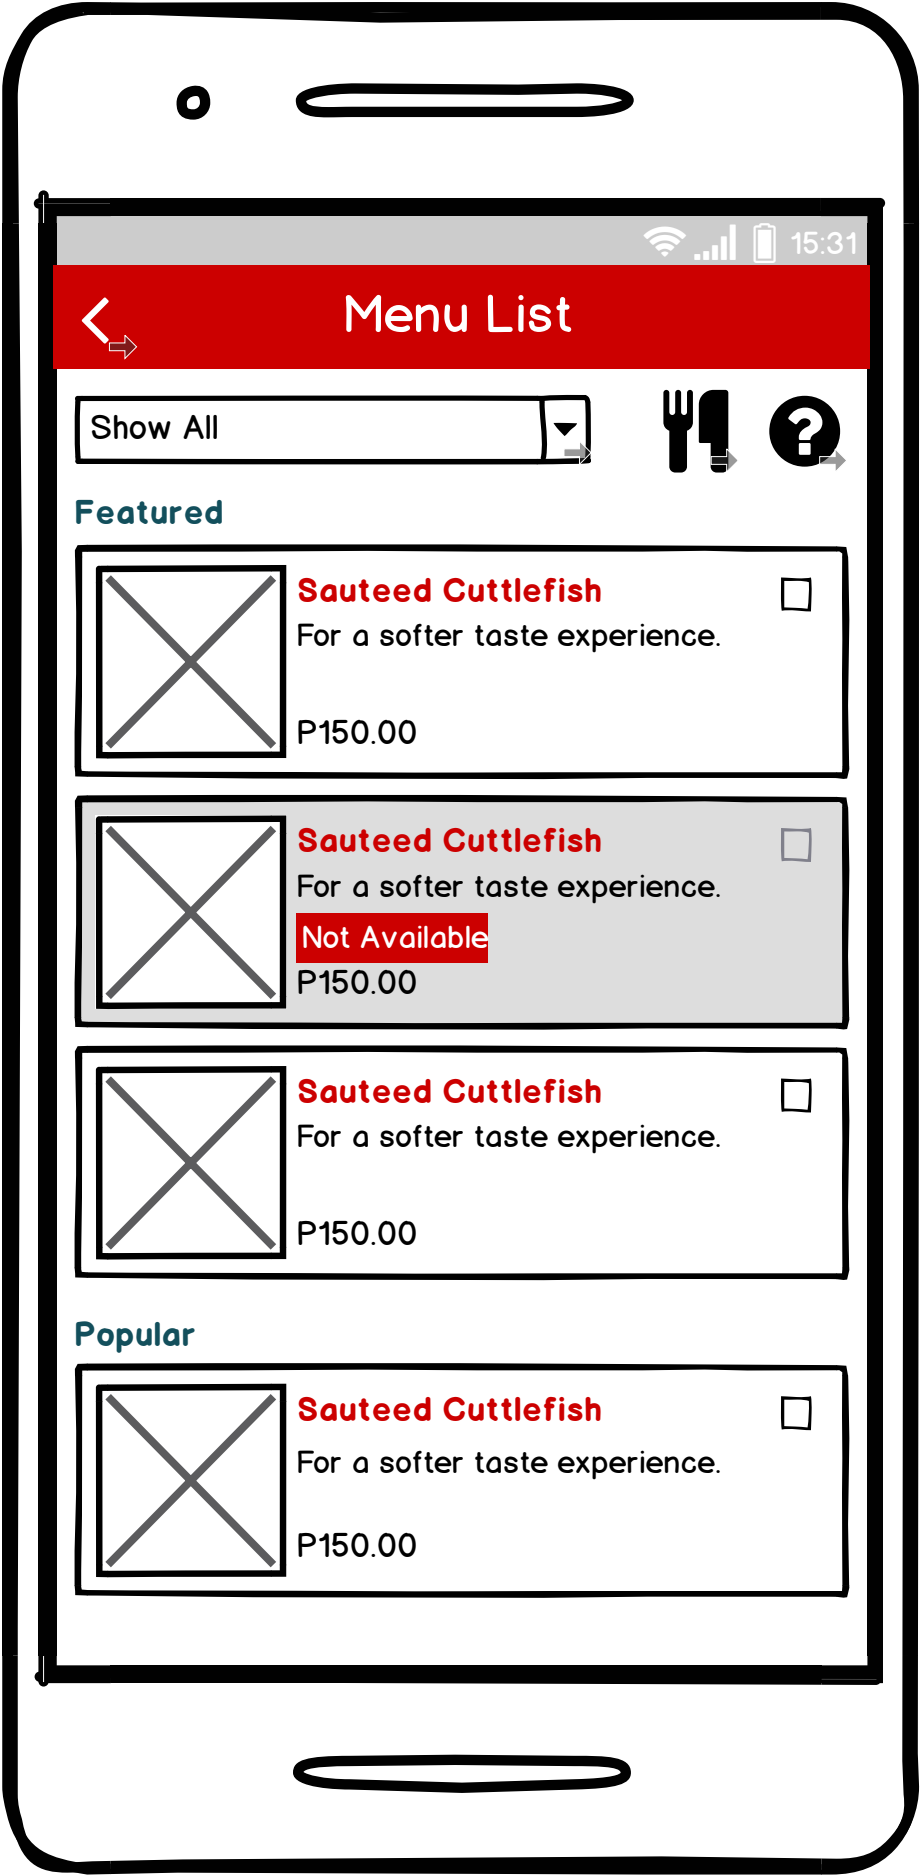 15:31
Menu List
Show All
?
Featured
Sauteed Cuttlefish
For a softer taste experience.
P150.00
Sauteed Cuttlefish
For a softer taste experience.
Not Available
P150.00
Sauteed Cuttlefish
For a softer taste experience.
P150.00
Popular
Sauteed Cuttlefish
For a softer taste experience.
P150.00